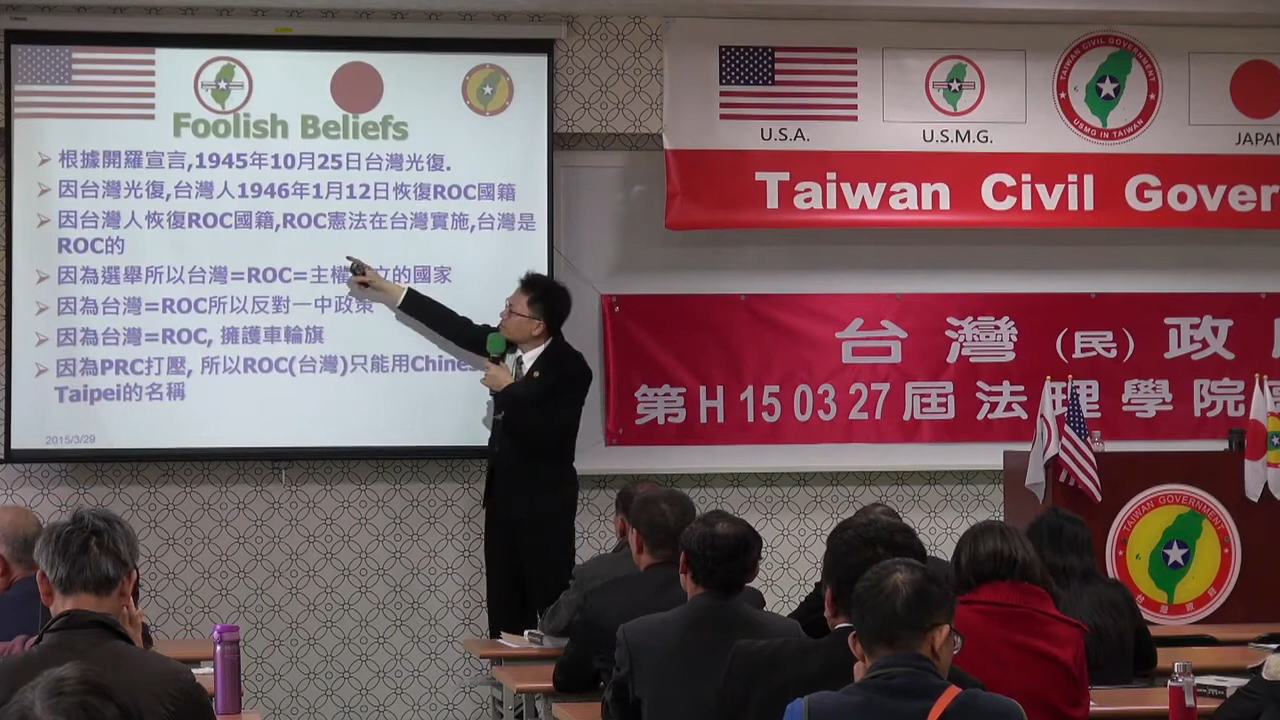 Foolish Beliefs
根據開羅宣言,1945年10月25日台灣光復.
因台灣光復,台灣人1946年1月12日恢復ROC國籍
因台灣人恢復ROC國籍,ROC憲法在台灣實施,台灣是
ROC的
因為選舉所以台灣=ROC=主權 立的國家
因為台灣=ROC所以反對一中政策
因為台灣=ROC, 擁護車輪旗
因為PRC打壓, 所以ROC(台灣)只能用Chines
Taipei的名稱
2015/3/29
U.S.A.
U.S.M.G.
TAIWAN CIVIL GOVERNMENT
USMG IN TAIWAN
JAPA
Taiwan Civil Gover
台灣(民)政
第H 15 03 27屆法理學院
TAIWAN GOVERNMENT
台灣政府